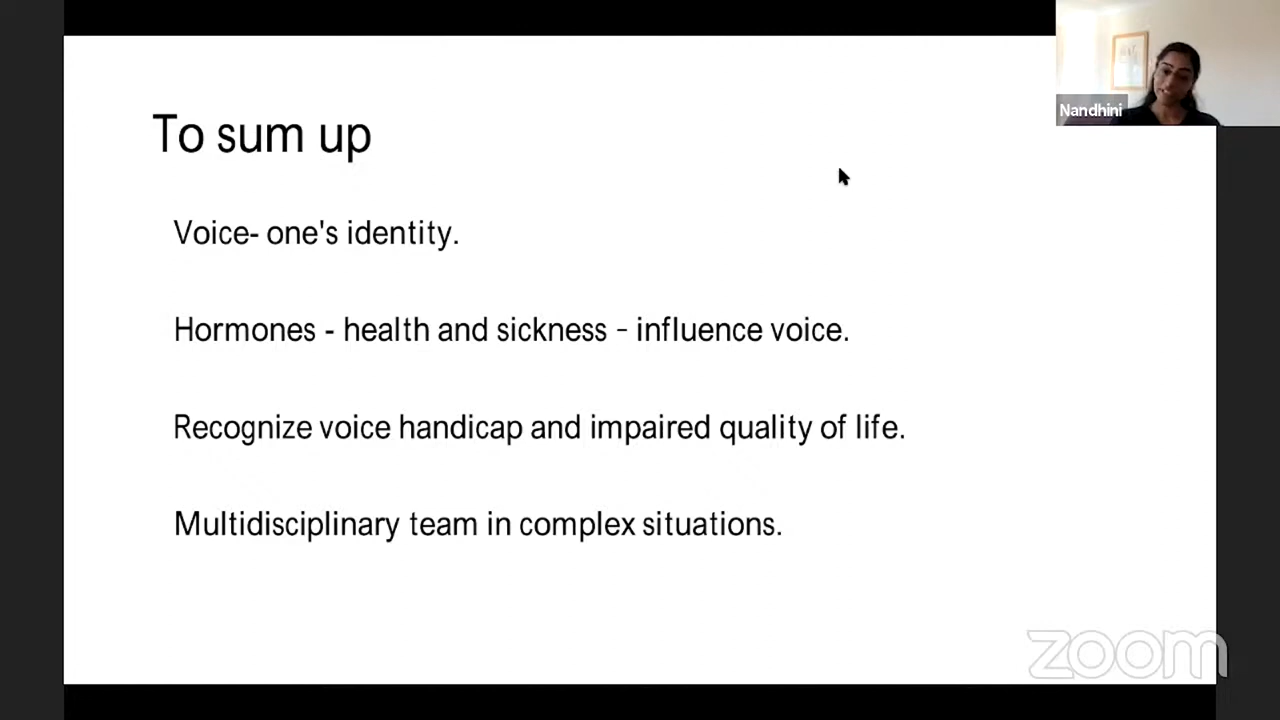 Nandhini
To sum up
Voice- one's identity.
Hormones - health and sickness - influence voice.
Recognize voice handicap and impaired quality of life.
Multidisciplinary team in complex situations.
zoom